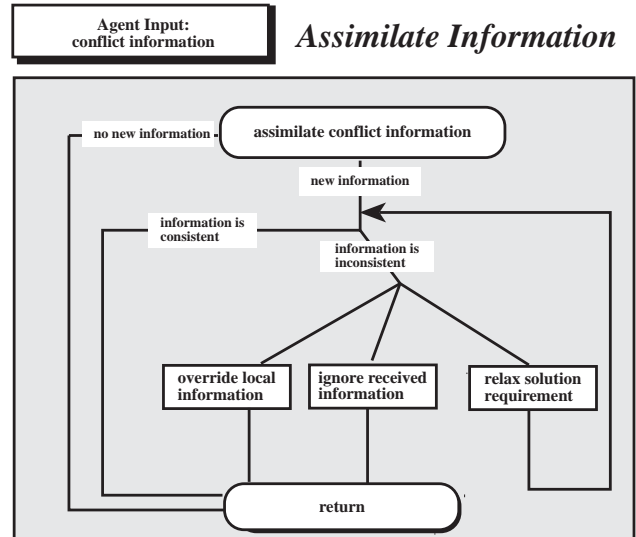 Agent Input:
conflict information
Assimilate Information
assimilate conflict information
no new information
new information
information is
consistent
information is
inconsistent
override local
information
ignore received
information
relax solution
requirement
return